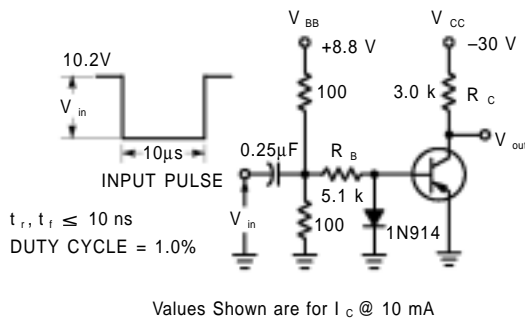 V BB
+8.8 V
V CC
–30 V
10.2V
V in
10μs
INPUT PULSE
t r, t f ≤ 10 ns
DUTY CYCLE = 1.0%
100
3.0 k
R C
V out
0.25μF
R B
5.1 k
V in
100
1N914
Values Shown are for I C @ 10 mA